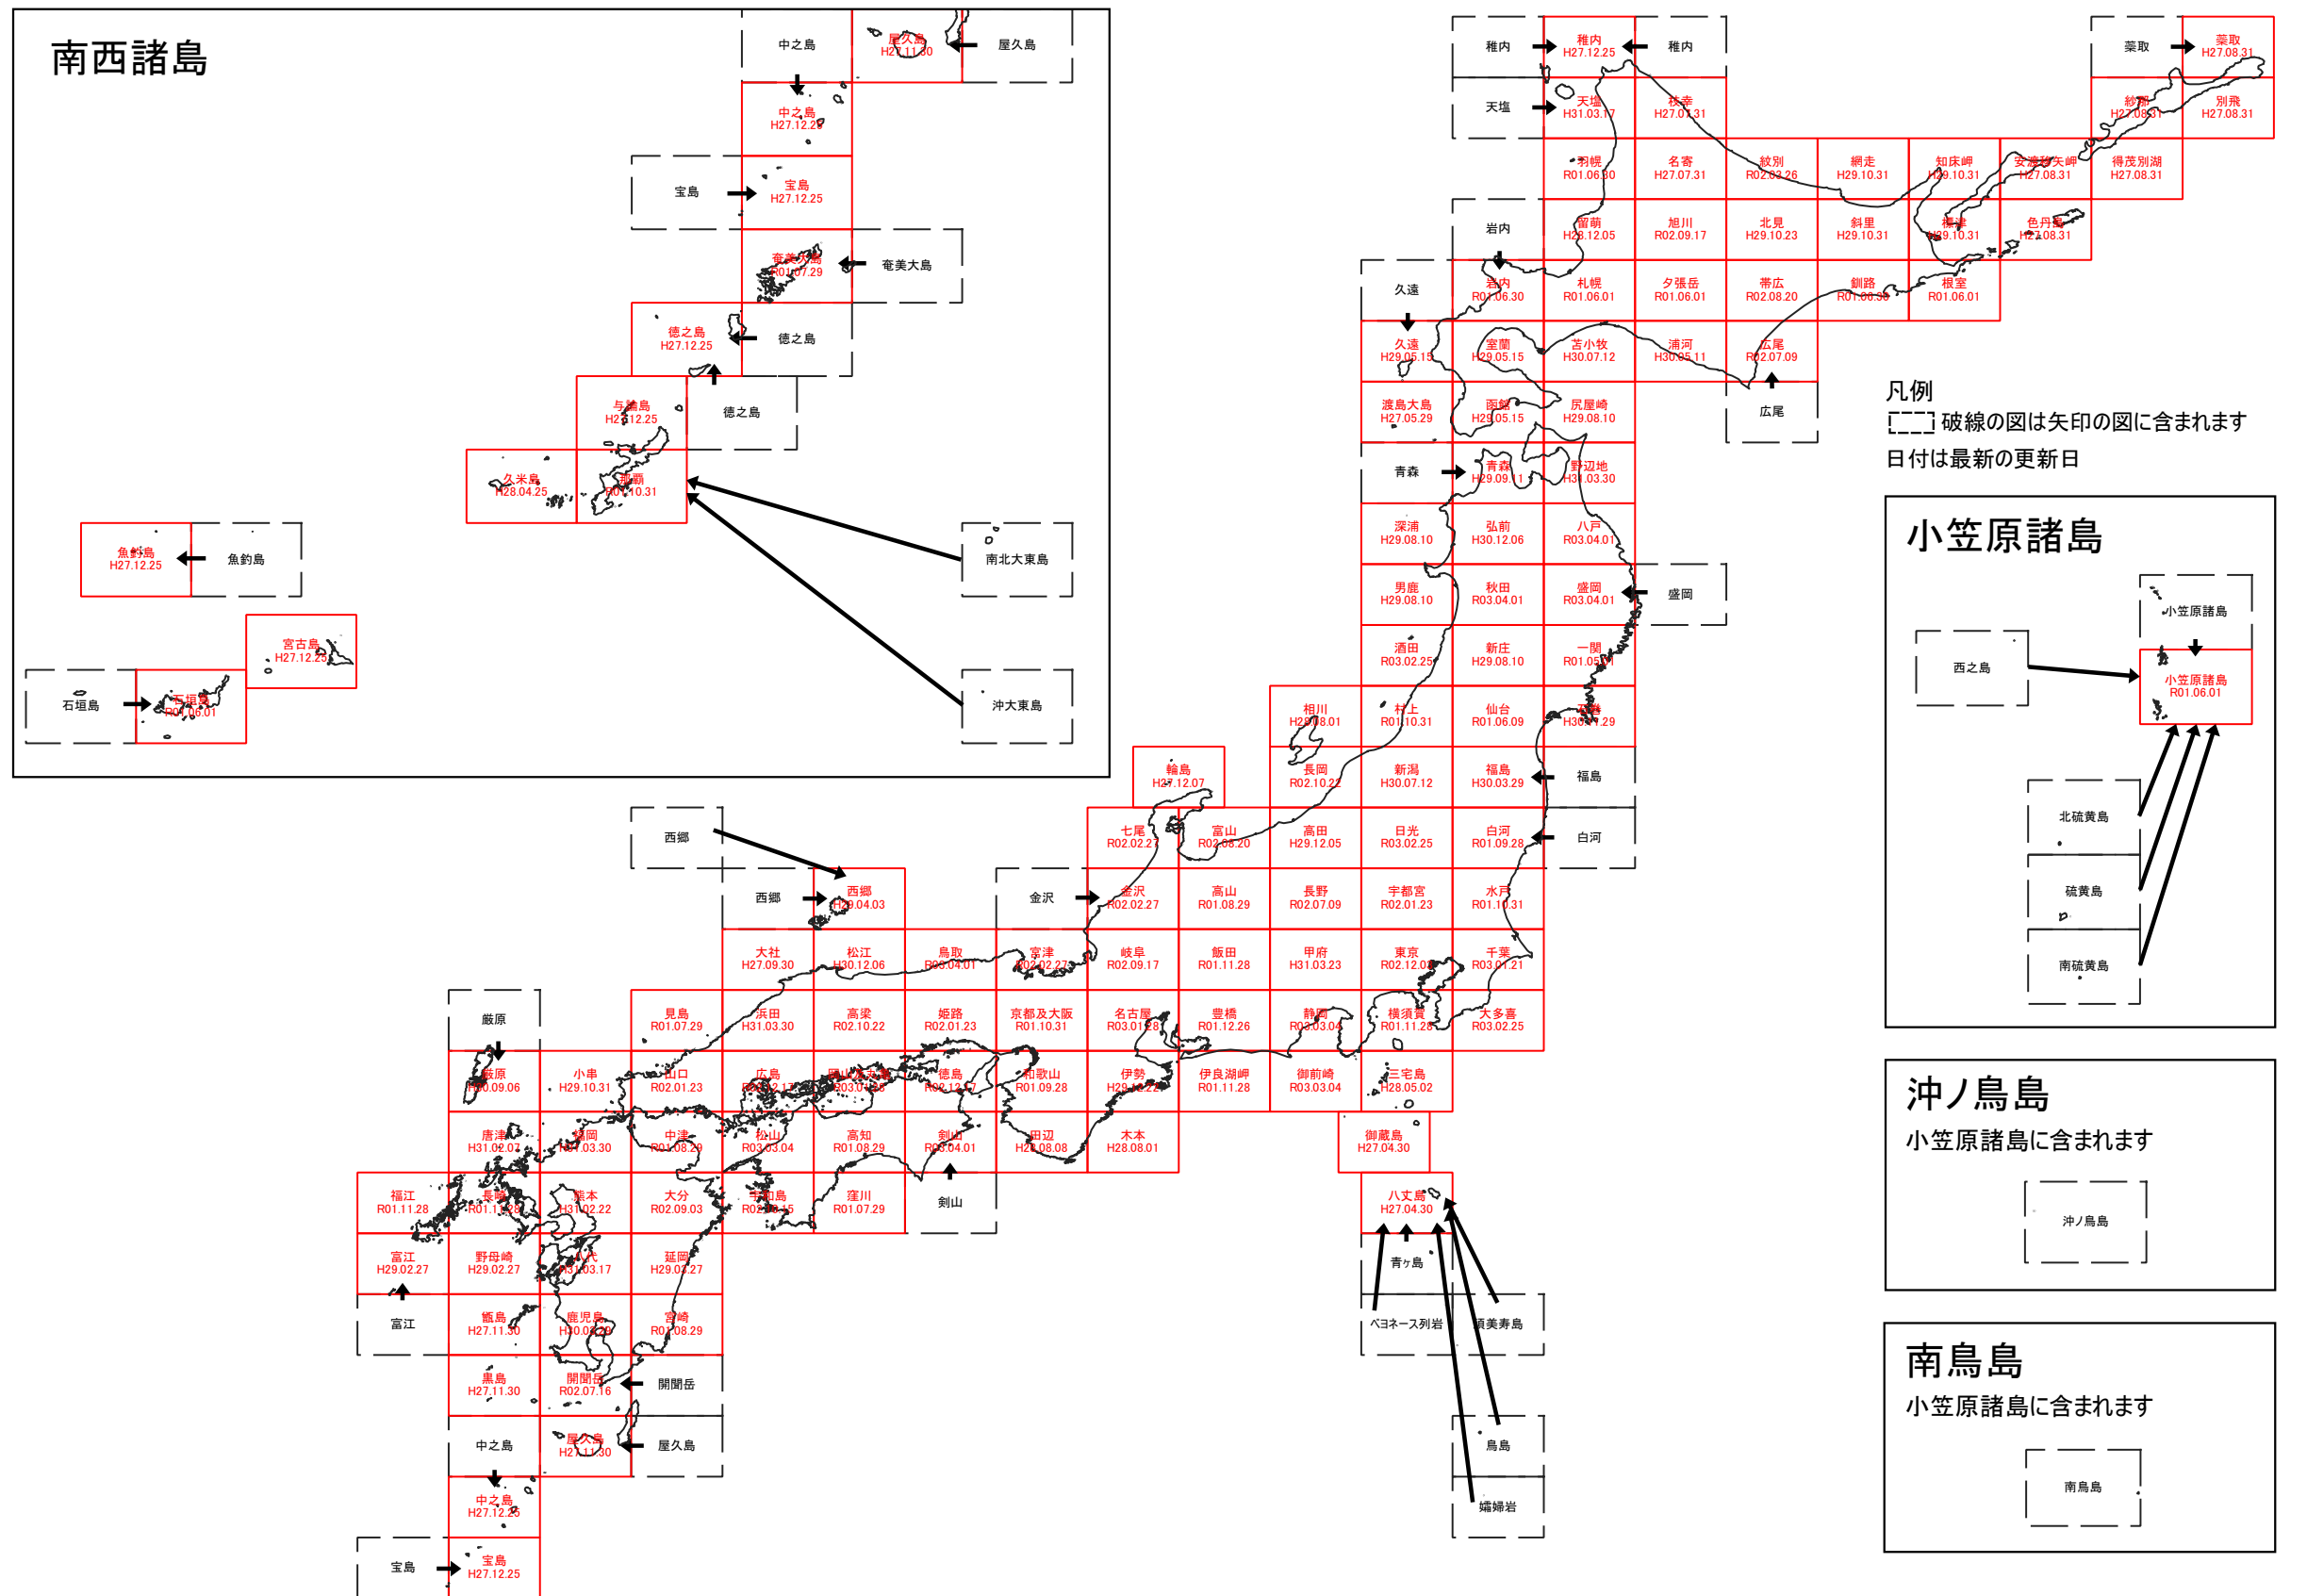 南西諸島
中之島
屋久島
H27.11.30
屋久島
中之島
H27.12.25
宝島
宝島
H27.12.25
奄美大島
R01.07.29
奄美大島
徳之島
H27.12.25
徳之島
与論島
H27.12.25
徳之島
久米島
H28.04.25
那覇
R01.10.31
魚釣島
H27.12.25
魚釣島
南北大東島
宮古島
H27.12.25
石垣島
石垣島
R01.06.01
沖大東島
稚内
稚内
H27.12.25
稚内
蘂取
蘂取
H27.08.31
天塩
天塩
H31.03.17
枝幸
H27.07.31
紗那
H27.08.31
別飛
H27.08.31
羽幌
R01.06.30
名寄
H27.07.31
紋別
R02.03.26
網走
H29.10.31
知床岬
H29.10.31
安渡移矢岬
H27.08.31
得茂別湖
H27.08.31
岩内
留萌
H28.12.05
旭川
R02.09.17
北見
H29.10.23
斜里
H29.10.31
標津
H29.10.31
色丹島
H27.08.31
久遠
岩内
R01.06.30
札幌
R01.06.01
夕張岳
R01.06.01
帯広
R02.08.20
釧路
R01.06.30
根室
R01.06.01
久遠
H29.05.15
室蘭
H29.05.15
苫小牧
H30.07.12
浦河
H30.05.11
広尾
R02.07.09
渡島大島
H27.05.29
函館
H29.05.15
尻屋崎
H29.08.10
広尾
凡例
破線の図は矢印の図に含まれます
日付は最新の更新日
青森
青森
H29.09.11
野辺地
H31.03.30
深浦
H29.08.10
弘前
H30.12.06
八戸
R03.04.01
男鹿
H29.08.10
秋田
R03.04.01
盛岡
R03.04.01
盛岡
酒田
R03.02.25
新庄
H29.08.10
一関
R01.05
相川
H28.08.01
村上
R01.10.31
仙台
R01.06.09
石巻
H30.11.29
輪島
H27.12.07
長岡
R02.10.22
新潟
H30.07.12
福島
H30.03.29
福島
西郷
七尾
R02.02.27
富山
R02.08.20
高田
H29.12.05
日光
R03.02.25
白河
R01.09.28
白河
西郷
西郷
H29.04.03
金沢
金沢
R02.02.27
高山
R01.08.29
長野
R02.07.09
宇都宮
R02.01.23
水戸
R01.10.31
大社
H27.09.30
松江
H30.12.06
鳥取
R03.04.01
宮津
R02.02.27
岐阜
R02.09.17
飯田
R01.11.28
甲府
H31.03.23
東京
R02.12.03
千葉
R03.01.21
厳原
見島
R01.07.29
浜田
H31.03.30
高梁
R02.10.22
姫路
R02.01.23
京都及大阪
R01.10.31
名古屋
R03.01.28
豊橋
R01.12.26
静岡
R03.03.04
横須賀
R01.11.28
大多喜
R03.02.25
厳原
H30.09.06
小串
H29.10.31
山口
R02.01.23
広島
徳島
R02.12.17
和歌山
R01.09.28
伊勢
伊良湖岬
R01.11.28
御前崎
R03.03.04
三宅島
H28.05.02
唐津
H31.02.07
福岡
H31.03.30
中津
R01.08.29
松山
R03.03.04
高知
R01.08.29
剣山
R03.04.01
田辺
H28.08.08
木本
H28.08.01
御蔵島
H27.04.30
福江
R01.11.28
長崎
R01.11.28
熊本
H31.02.22
大分
R02.09.03
宇和島
窪川
R01.07.29
剣山
八丈島
H27.04.30
富江
H29.02.27
野母崎
H29.02.27
八代
H31.03.17
延岡
H29.03.27
青ヶ島
富江
甑島
H27.11.30
鹿児島
宮崎
R01.08.29
ベヨネース列岩
須美寿島
黒島
H27.11.30
開聞岳
R02.07.16
開聞岳
中之島
屋久島
H27.11.30
屋久島
鳥島
中之島
H27.12.25
孀婦岩
宝島
宝島
H27.12.25
小笠原諸島
小笠原諸島
西之島
小笠原諸島
R01.06.01
北硫黄島
硫黄島
南硫黄島
沖ノ鳥島
小笠原諸島に含まれます
沖ノ鳥島
南鳥島
小笠原諸島に含まれます
南鳥島